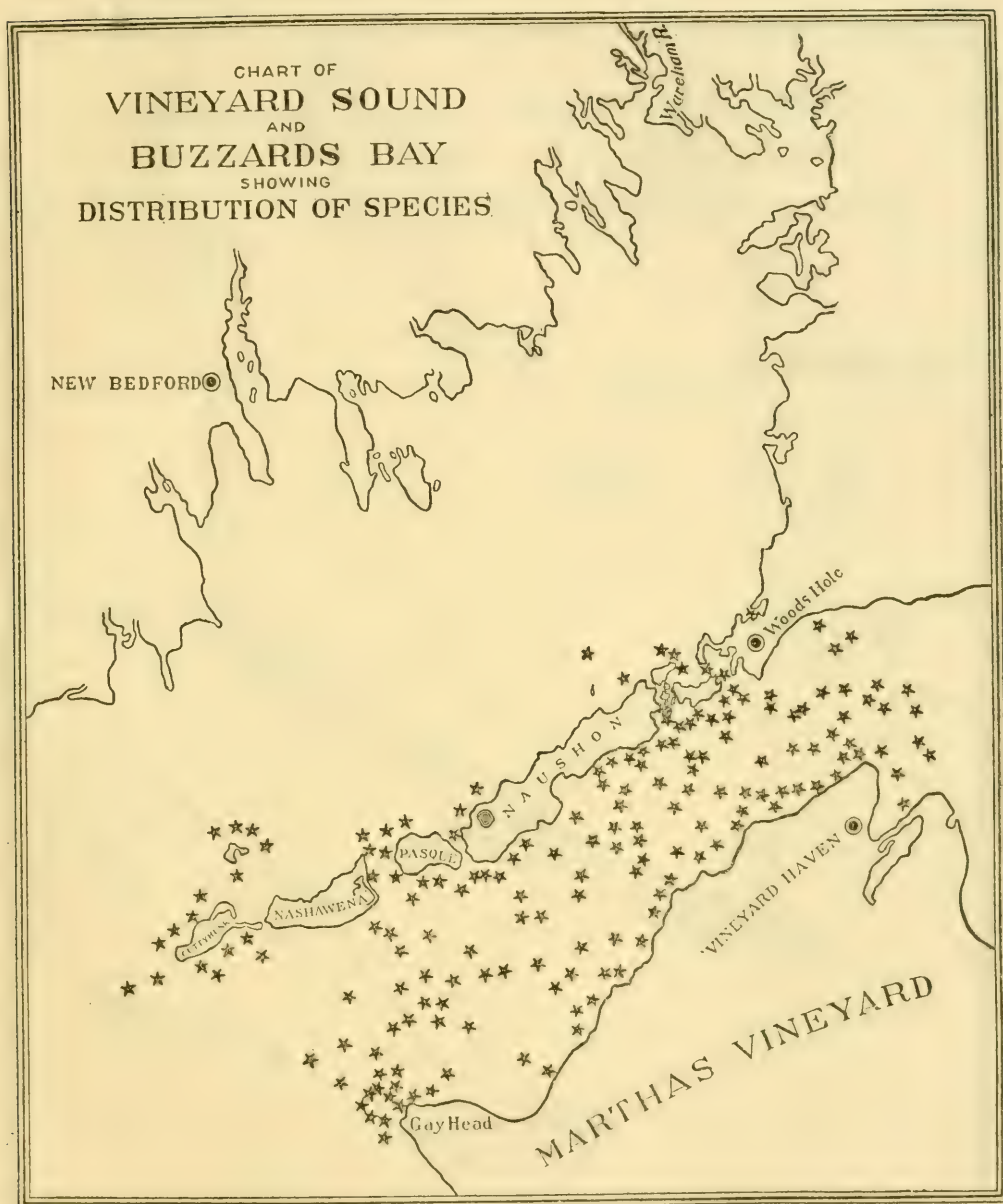 CHART OF
VINEYARD SOUND
AND
BUZZARDS BAY
SHOWING
DISTRIBUTION OF SPECIES
Wareham R.
NEW BEDFORD
Woods Hole
NAUSHON
PASQUE
NASHAWENA
CUTTYHUNK
VINEYARD HAVEN
MARTHAS VINEYARD
Gay Head